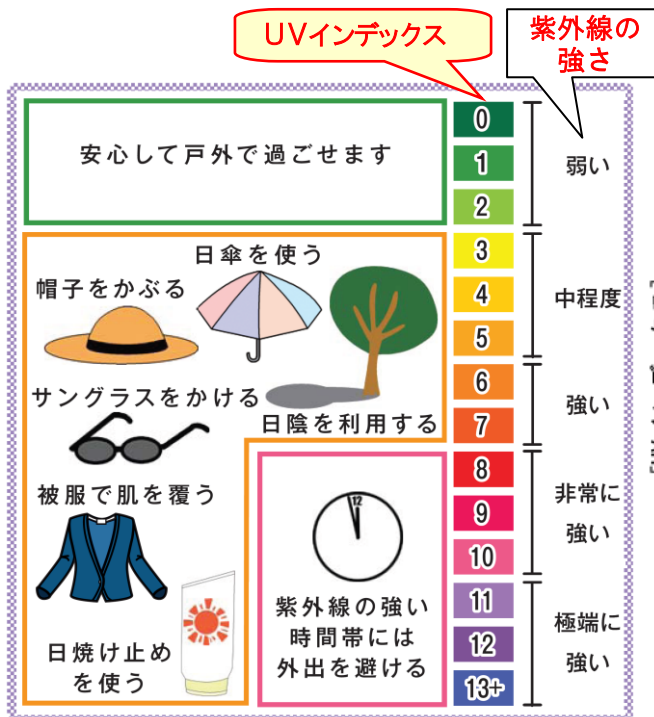 UVインデックス
紫外線の
強さ
安心して戸外で過ごせます
日傘を使う
帽子をかぶる
サングラスをかける
日陰を利用する
被服で肌を覆う
日焼け止め
を使う
12
紫外線の強い
時間帯には
外出を避ける
0
1
2
弱い
3
4
5
中程度
6
7
強い
8
9
10
非常に
強い
11
12
13+
極端に
強い